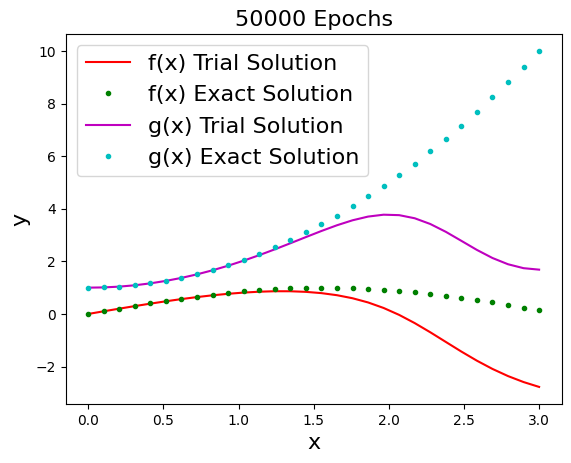 50000 Epochs
f(x) Trial Solution
f(x) Exact Solution
g(x) Trial Solution
g(x) Exact Solution
y
10
8
6
4
2
0
−2
0.0 0.5 1.0 1.5 2.0 2.5 3.0
x